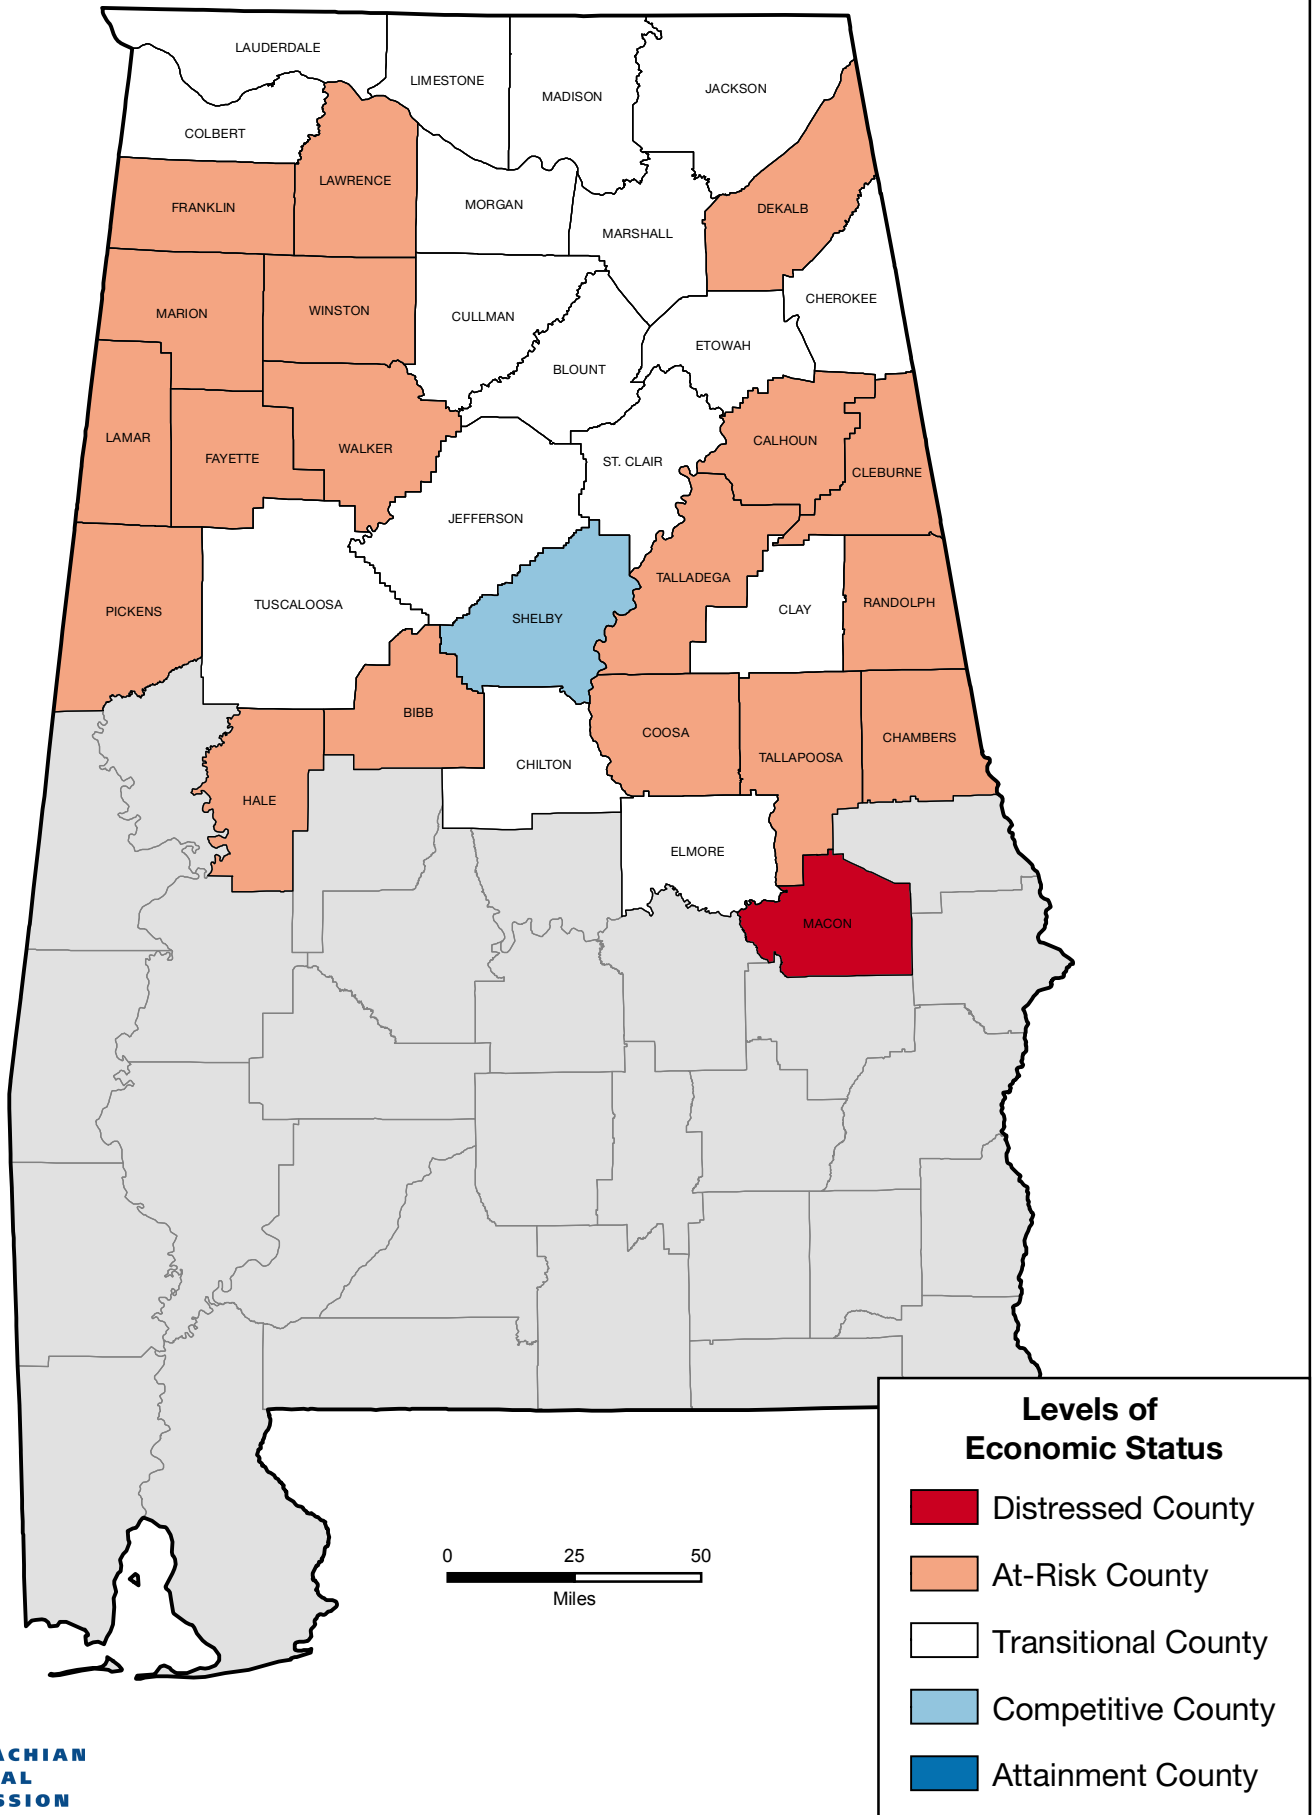 LAUDERDALE
LIMESTONE
MADISON
JACKSON
COLBERT
LAWRENCE
FRANKLIN
MORGAN
DEKALB
MARSHALL
CHEROKEE
MARION
WINSTON
CULLMAN
ETOWAH
BLOUNT
LAMAR
FAYETTE
WALKER
CALHOUN
ST. CLAIR
CLEBURNE
JEFFERSON
TALLADEGA
PICKENS
TUSCALOOSA
SHELBY
CLAY
RANDOLPH
BIBB
COOSA
CHAMBERS
TALLAPOOSA
CHILTON
HALE
ELMORE
MACON
Levels of
Economic Status
Distressed County
At-Risk County
Transitional County
Competitive County
Attainment County
0 25 50
Miles
ACHIAN
AL
SSION